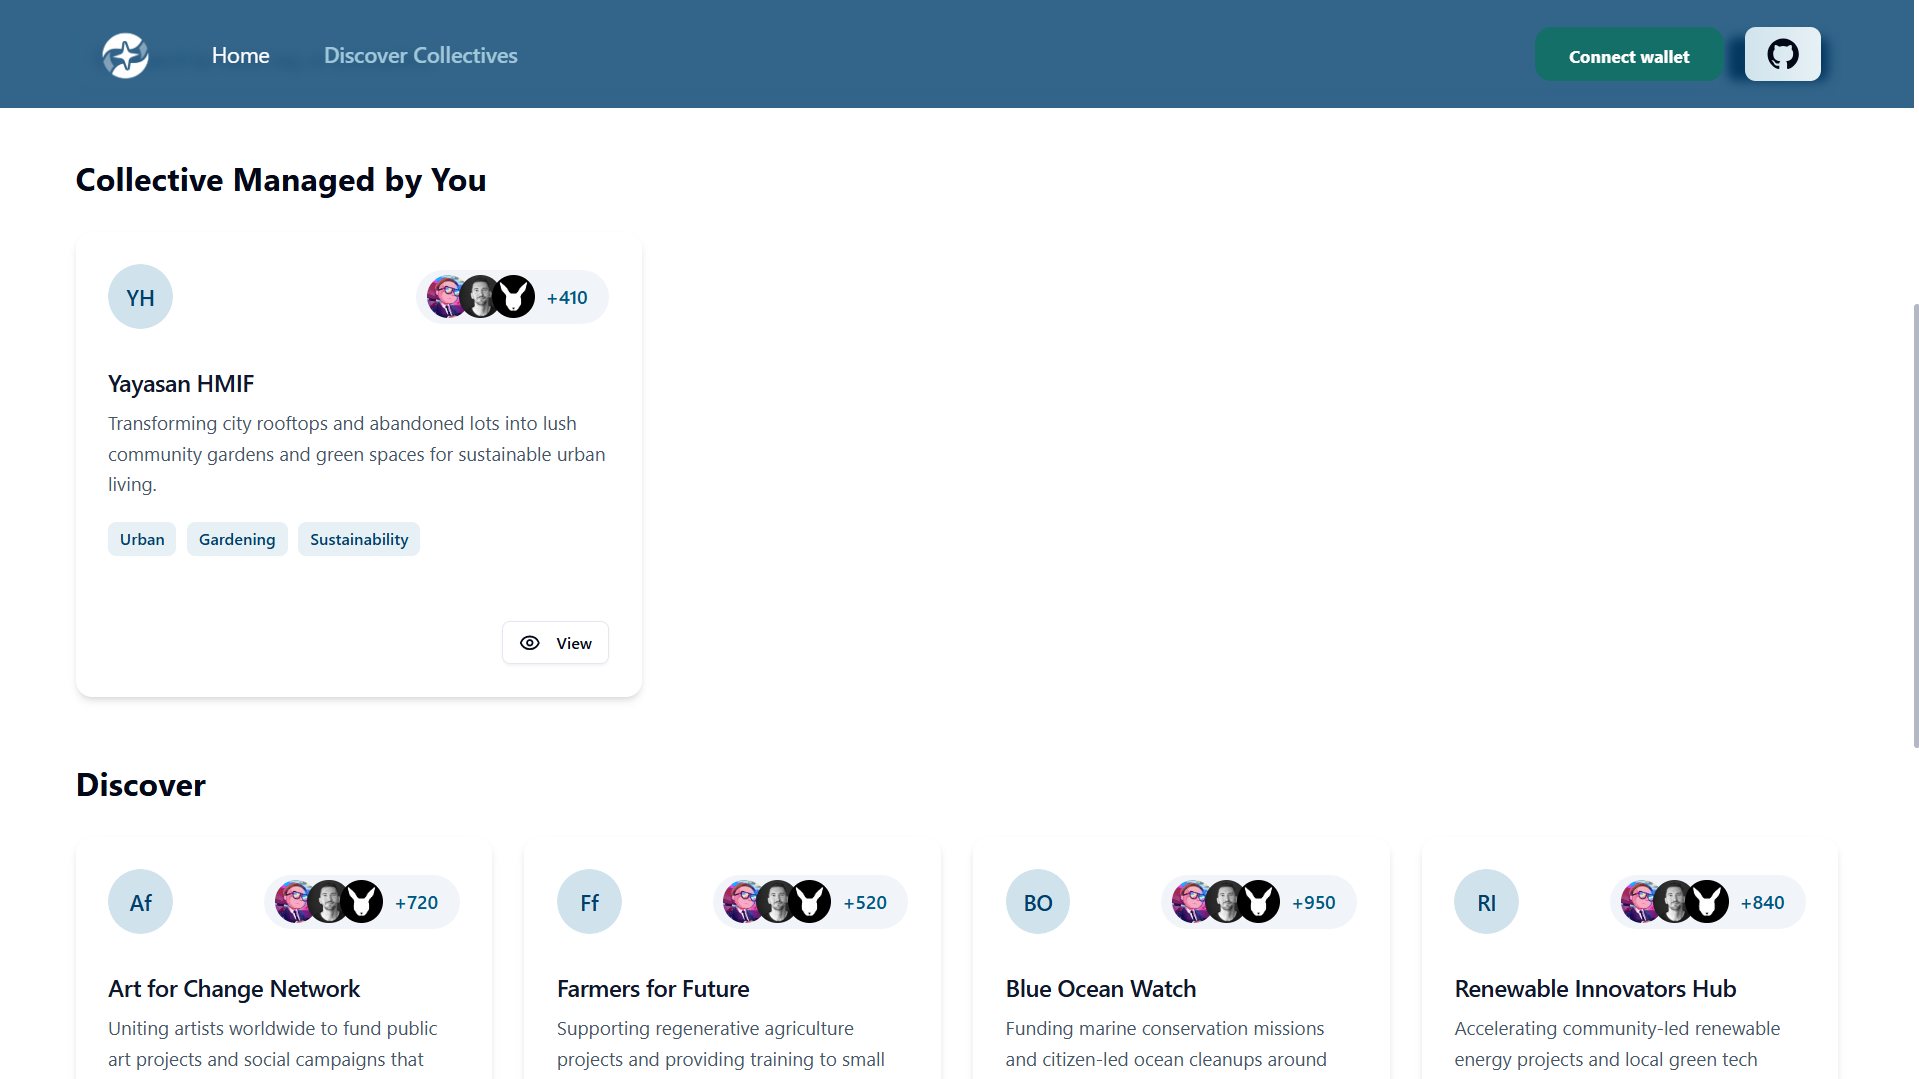 Home
Discover Collectives
Connect wallet
Collective Managed by You
YH
+410
Yayasan HMIF
Transforming city rooftops and abandoned lots into lush
community gardens and green spaces for sustainable urban
living.
Urban
Gardening
Sustainability
View
Discover
Af
+720
Art for Change Network
Uniting artists worldwide to fund public
art projects and social campaigns that
Ff
+520
Farmers for Future
Supporting regenerative agriculture
projects and providing training to small
BO
+950
Blue Ocean Watch
Funding marine conservation missions
and citizen-led ocean cleanups around
RI
+840
Renewable Innovators Hub
Accelerating community-led renewable
energy projects and local green tech